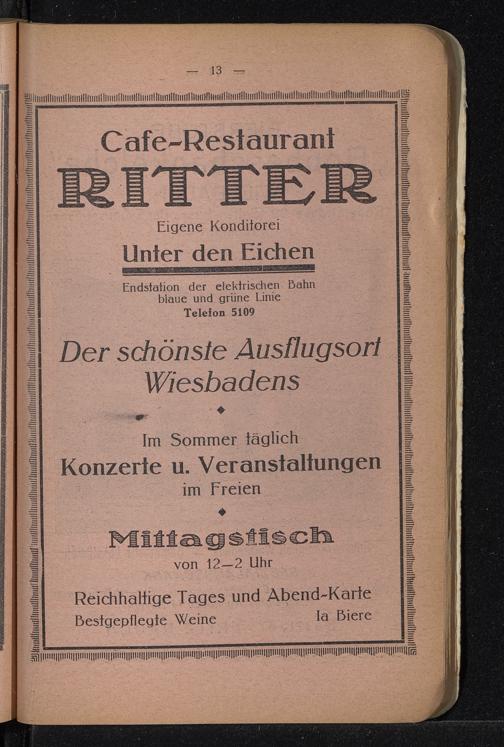 — 13 —
Cafe-Restaurant
RITTER
Eigene Konditorei
Unter den Eichen
Endstation der elektrischen Bahn
blaue und grüne Linie
Telefon 5109
Der schönste Ausflugsort
Wiesbadens
Im Sommer täglich
Konzerte u. Veranstaltungen
im Freien
Mittagstisch
von 12—2 Uhr
Reichhaltige Tages und Abend-Karte
Bestgepflegte Weine Ia Biere